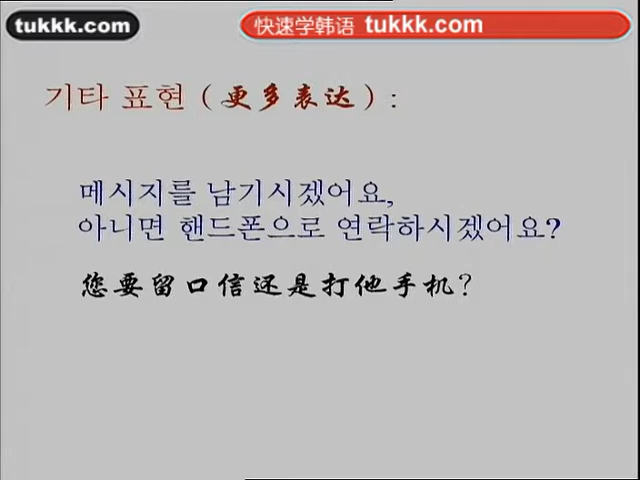 tukkk.com
快速学韩语 tukkk.com
기타 표현（更多表达）:
메시지를 남기시겠어요,
아니면 핸드폰으로 연락하시겠어요?
您要留口信还是打他手机？